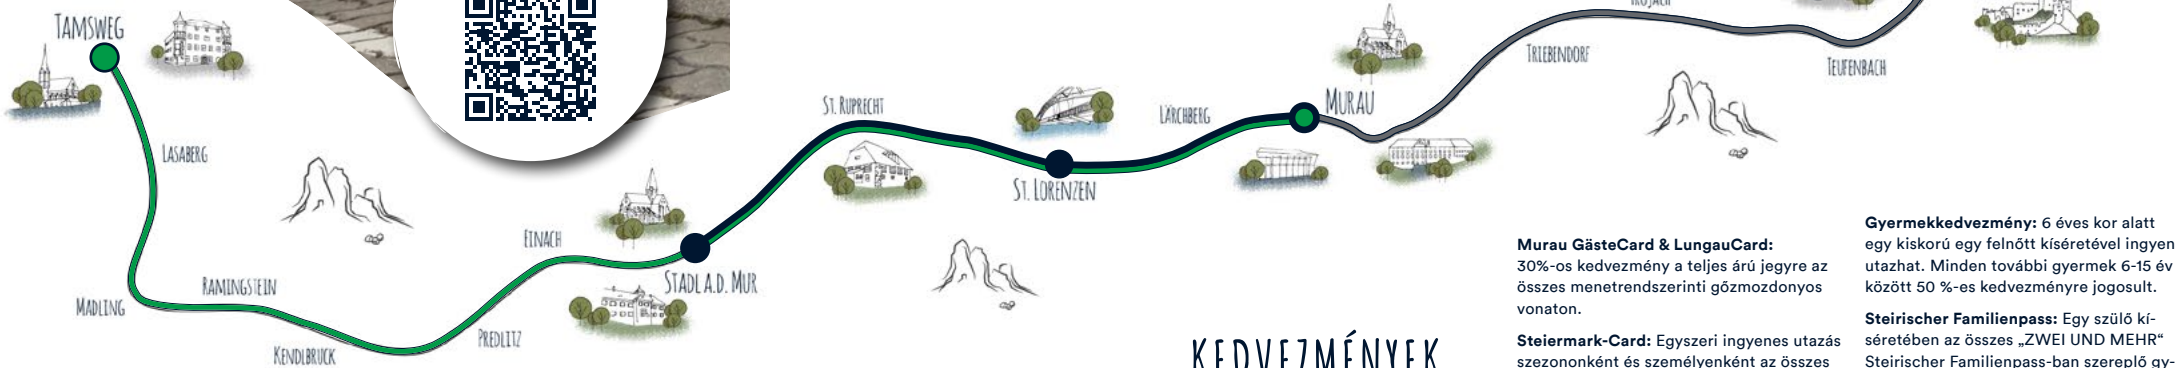 TAMSWEG
LASABERG
MADLING
RAMINGSTEIN
KENDLBRUCK
PREDLITZ
EINACH
STADL A.D. MUR
ST. RUPRECHT
ST. LORENZEN
LÄRCHBERG
MURAU
TRIEBENDORF
TEUFENBACH
KEDVEZMÉNYEK
Murau GästeCard & LungauCard:
30%-os kedvezmény a teljes árú jegyre az
összes menetrendszerinti gőzmozdonyos
vonaton.
Steiermark-Card: Egyszeri ingyenes utazás
szezononként és személyenként az összes
Gyermekkedvezmény: 6 éves kor alatt
egy kiskorú egy felnőtt kíséretével ingyen
utazhat. Minden további gyermek 6-15 év
között 50 %-es kedvezményre jogosult.
Steirischer Familienpass: Egy szülő kí-
séretében az összes „ZWEI UND MEHR“
Steirischer Familienpass-ban szereplő gy-